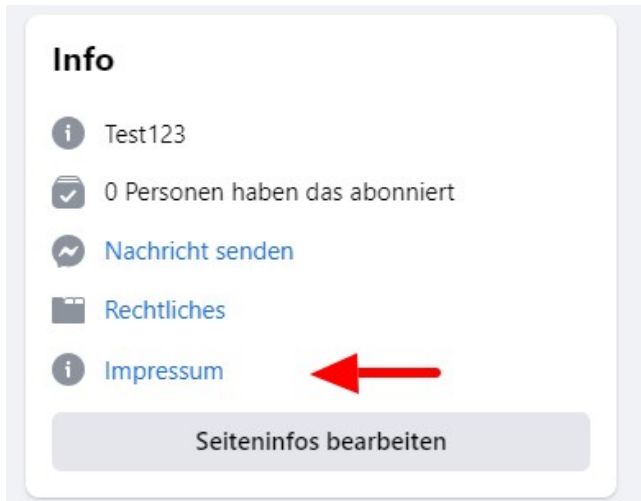 Info
Test123
0 Personen haben das abonniert
Nachricht senden
Rechtliches
Impressum
Seiteninfos bearbeiten